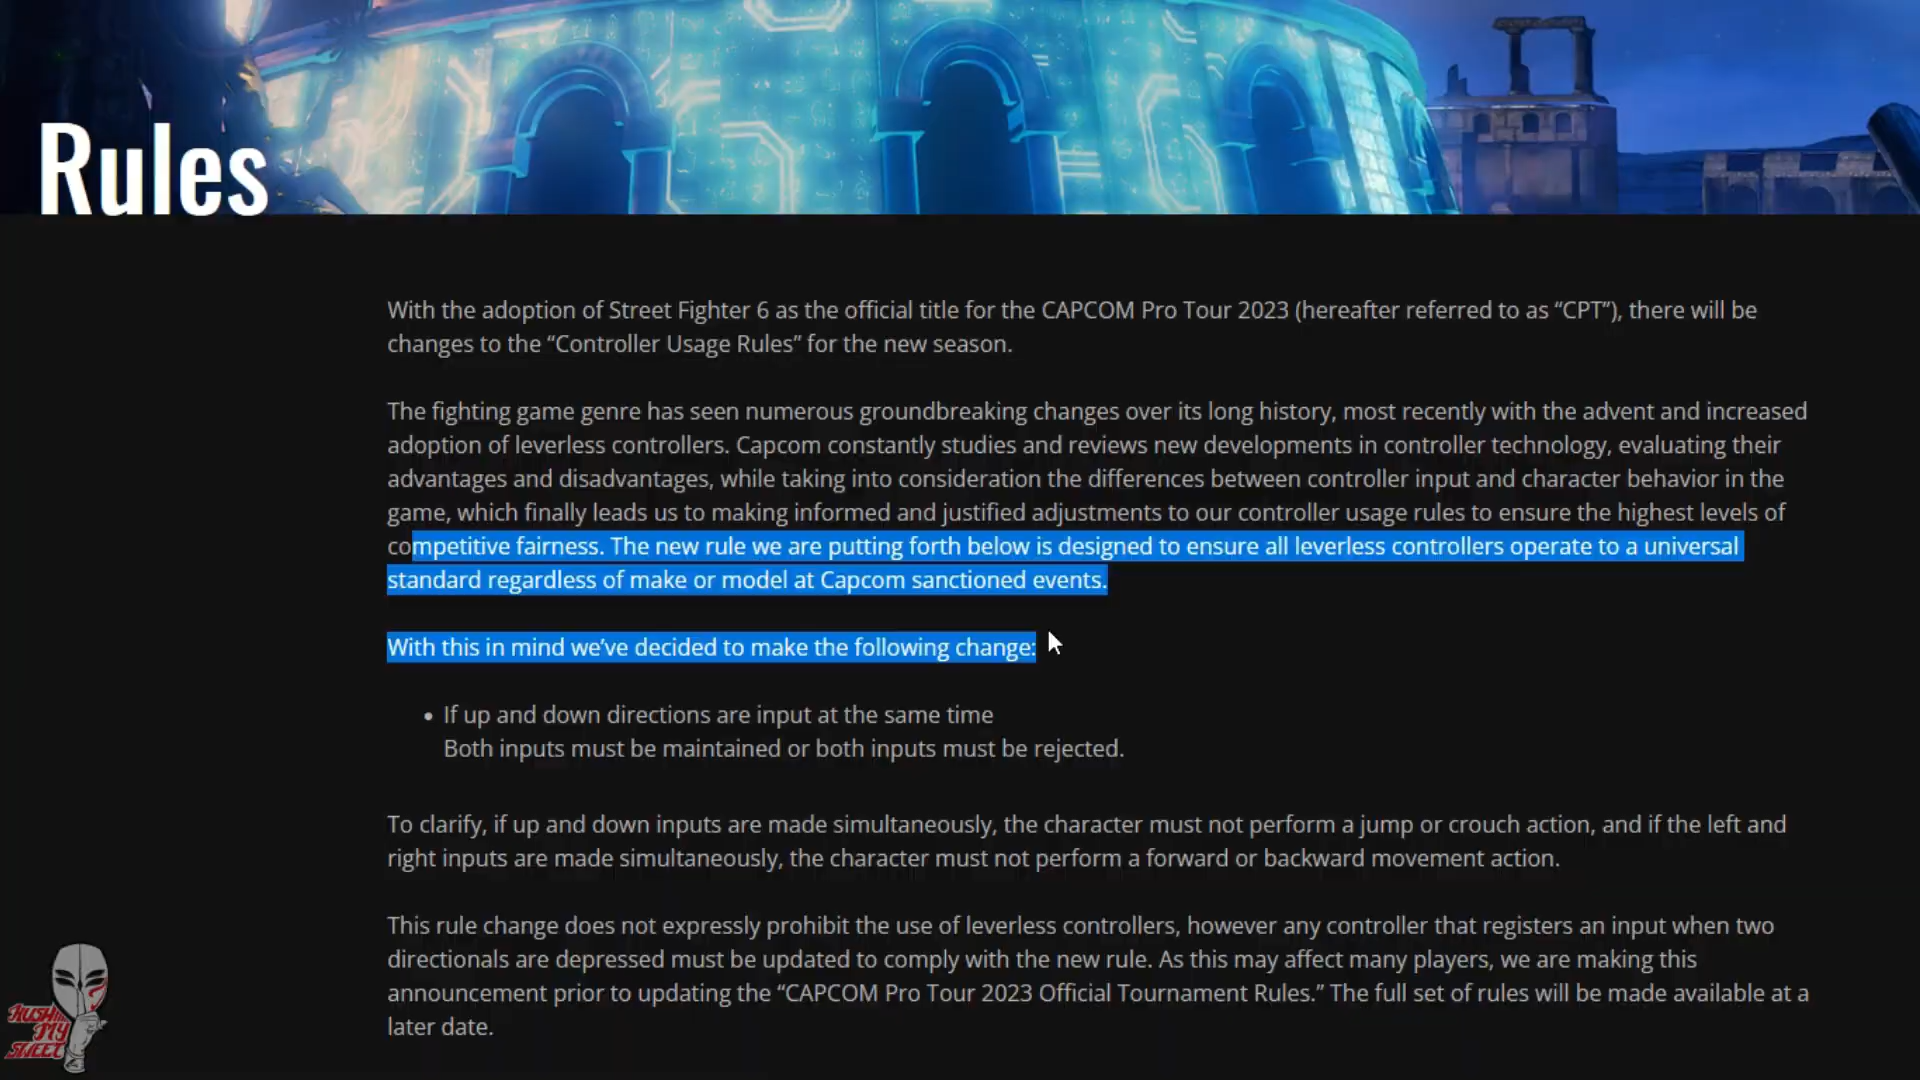 Rules
With the adoption of Street Fighter 6 as the official title for the CAPCOM Pro Tour 2023 (hereafter referred to as “CPT”), there will be
changes to the “Controller Usage Rules” for the new season.
The fighting game genre has seen numerous groundbreaking changes over its long history, most recently with the advent and increased
adoption of leverless controllers. Capcom constantly studies and reviews new developments in controller technology, evaluating their
advantages and disadvantages, while taking into consideration the differences between controller input and character behavior in the
game, which finally leads us to making informed and justified adjustments to our controller usage rules to ensure the highest levels of
competitive fairness. The new rule we are putting forth below is designed to ensure all leverless controllers operate to a universal
standard regardless of make or model at Capcom sanctioned events.
With this in mind we’ve decided to make the following change:
• If up and down directions are input at the same time
Both inputs must be maintained or both inputs must be rejected.
To clarify, if up and down inputs are made simultaneously, the character must not perform a jump or crouch action, and if the left and
right inputs are made simultaneously, the character must not perform a forward or backward movement action.
This rule change does not expressly prohibit the use of leverless controllers, however any controller that registers an input when two
directionals are depressed must be updated to comply with the new rule. As this may affect many players, we are making this
announcement prior to updating the “CAPCOM Pro Tour 2023 Official Tournament Rules.” The full set of rules will be made available at a
later date.
MY